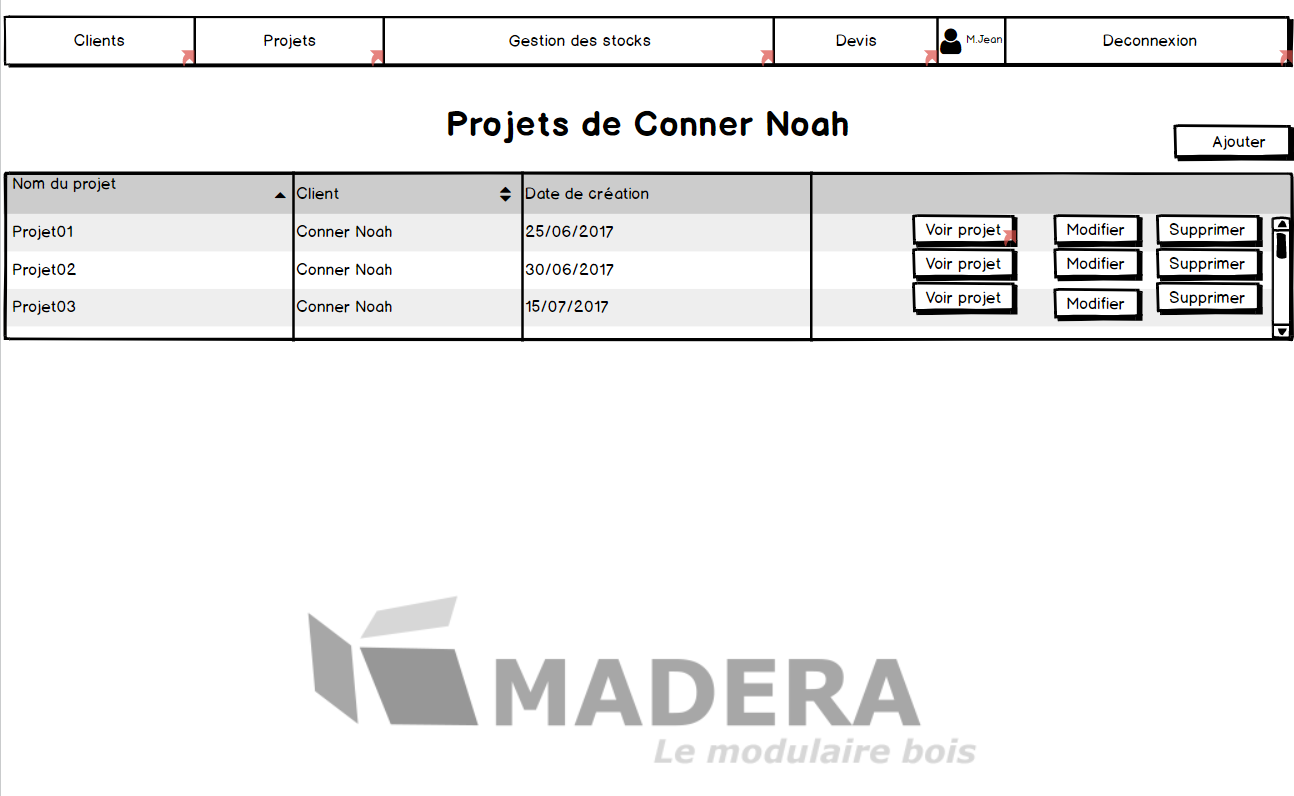 Clients Projets Gestion des stocks Devis M.Jean Deconnexion
Projets de Conner Noah
Ajouter
Nom du projet Client Date de création
Projet01 Conner Noah 25/06/2017 Voir projet Modifier Supprimer
Projet02 Conner Noah 30/06/2017 Voir projet Modifier Supprimer
Projet03 Conner Noah 15/07/2017 Voir projet Modifier Supprimer
MADERA
Le modulaire bois